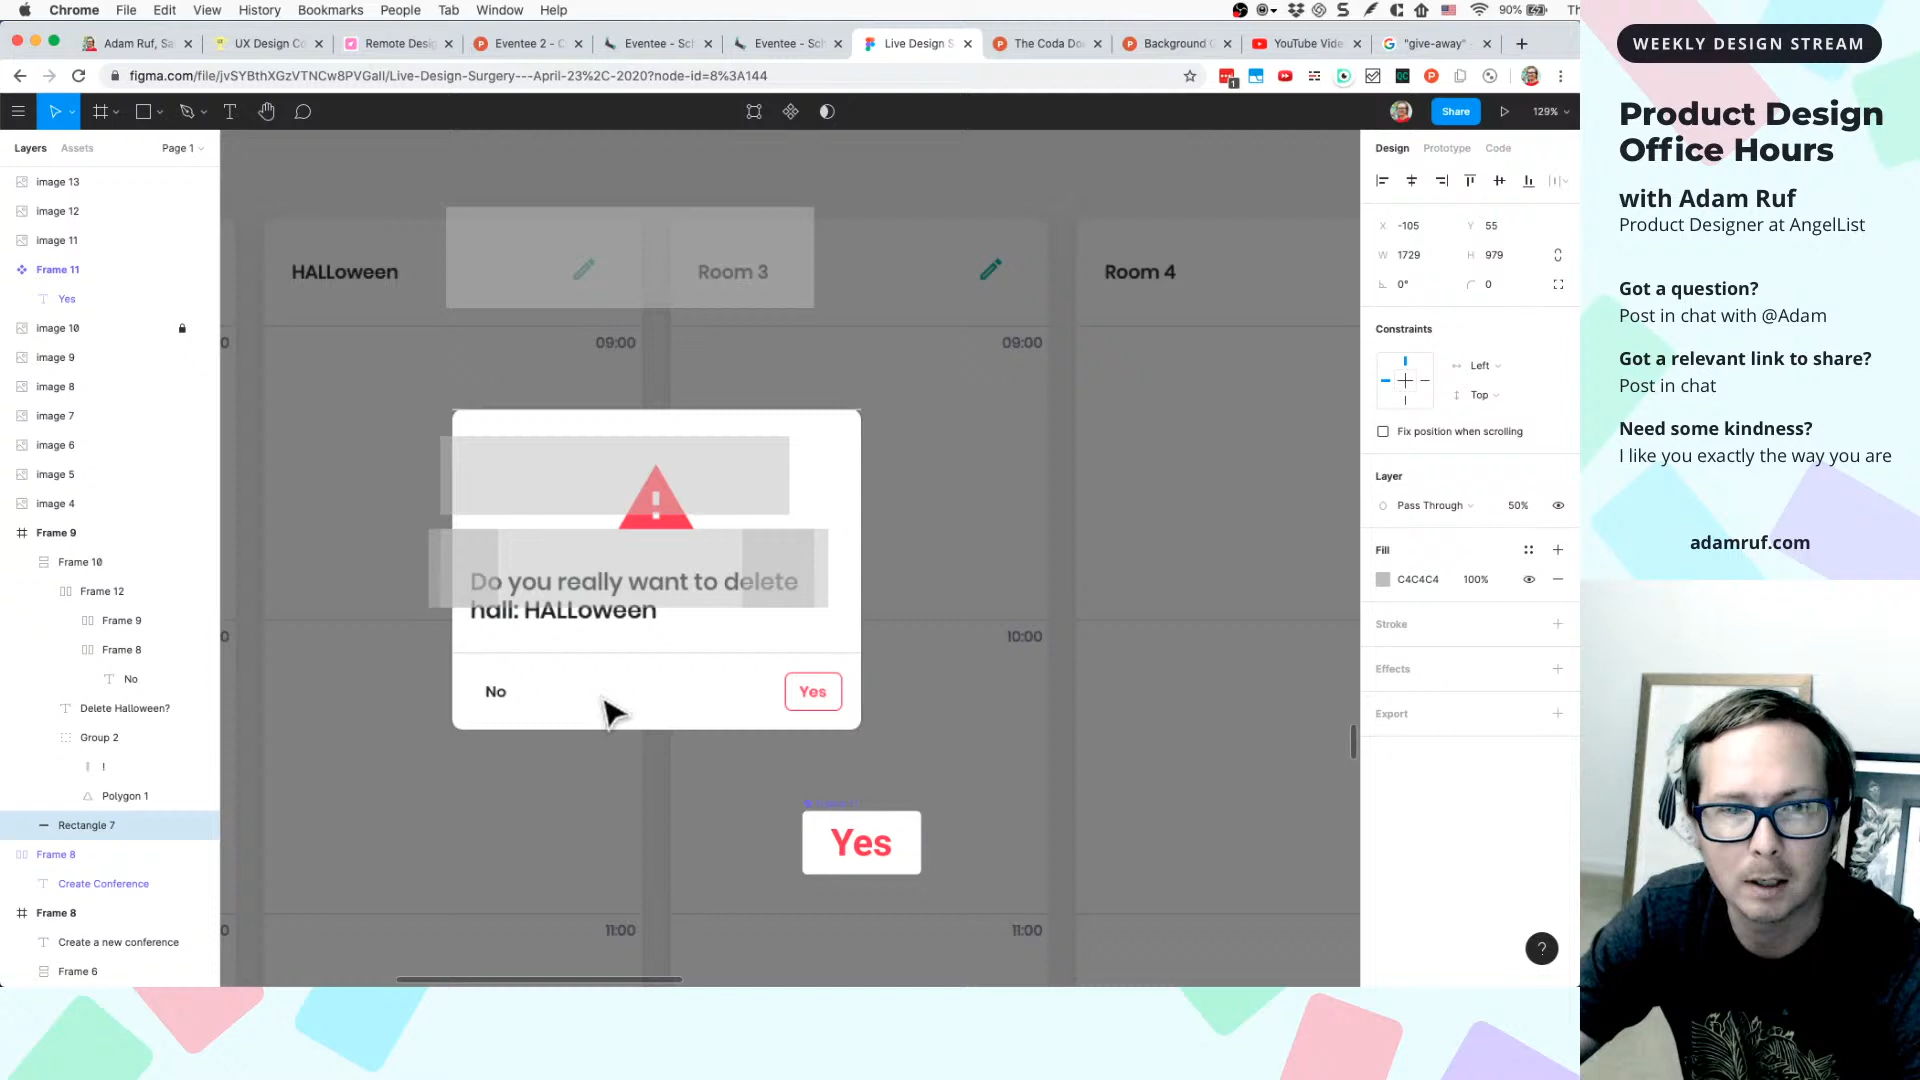 Chrome File Edit View History Bookmarks People Tab Window Help 90%
Adam Ruf, Sa
UX Design Co
Remote Desig
Eventee 2 - C
Eventee - Sch
Eventee - Sch
Live Design S
The Coda Do
Background
YouTube Vide
"give-away"
figma.com/file/jvSYBthXGzVTNCw8PVGaII/Live-Design-Surgery---April-23%2C-2020?node-id=8%3A144
Share 129%
Layers Assets Page 1
image 13
image 12
image 11
Frame 11
Yes
image 10
image 9
image 8
image 7
image 6
image 5
image 4
Frame 9
Frame 10
Frame 12
Frame 9
Frame 8
No
Delete Halloween?
Group 2
!
Polygon 1
Rectangle 7
Frame 8
Create Conference
Frame 8
Create a new conference
Frame 6
HALLoween
Room 3
Room 4
0 09:00 09:00
!
Do you really want to delete
hall: HALLoween
0 10:00
No Yes
Yes
0 11:00 11:00
Design Prototype Code
X -105 Y 55
W 1729 H 979
0° 0
Constraints
Left
Top
Fix position when scrolling
Layer
Pass Through 50%
Fill
C4C4C4 100%
Stroke
Effects
Export
?
WEEKLY DESIGN STREAM
Product Design
Office Hours
with Adam Ruf
Product Designer at AngelList
Got a question?
Post in chat with @Adam
Got a relevant link to share?
Post in chat
Need some kindness?
I like you exactly the way you are
adamruf.com